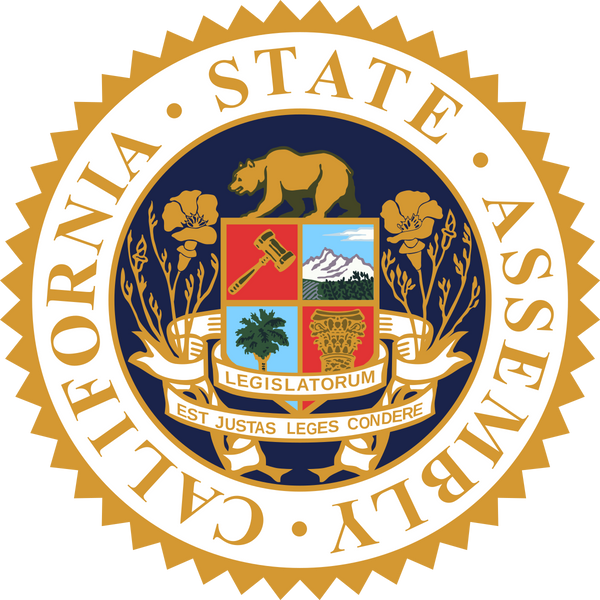 CALIFORNIA • STATE • ASSEMBLY •
LEGISLATORUM
EST JUSTAS LEGES CONDERE